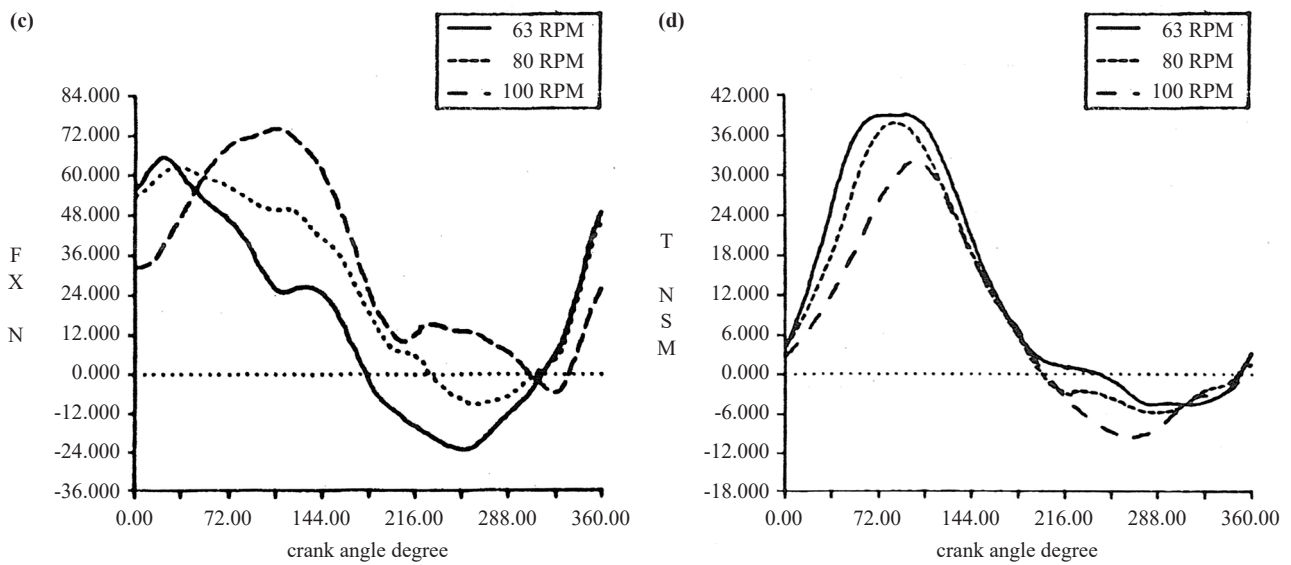 (c)
63 RPM
80 RPM
100 RPM
84.000
72.000
60.000
48.000
36.000
24.000
12.000
0.000
-12.000
-24.000
-36.000
F
X
N
0.00 72.00 144.00 216.00 288.00 360.00
crank angle degree
(d)
63 RPM
80 RPM
100 RPM
42.000
36.000
30.000
24.000
18.000
12.000
6.000
0.000
-6.000
-12.000
-18.000
T
N
S
M
0.00 72.00 144.00 216.00 288.00 360.00
crank angle degree